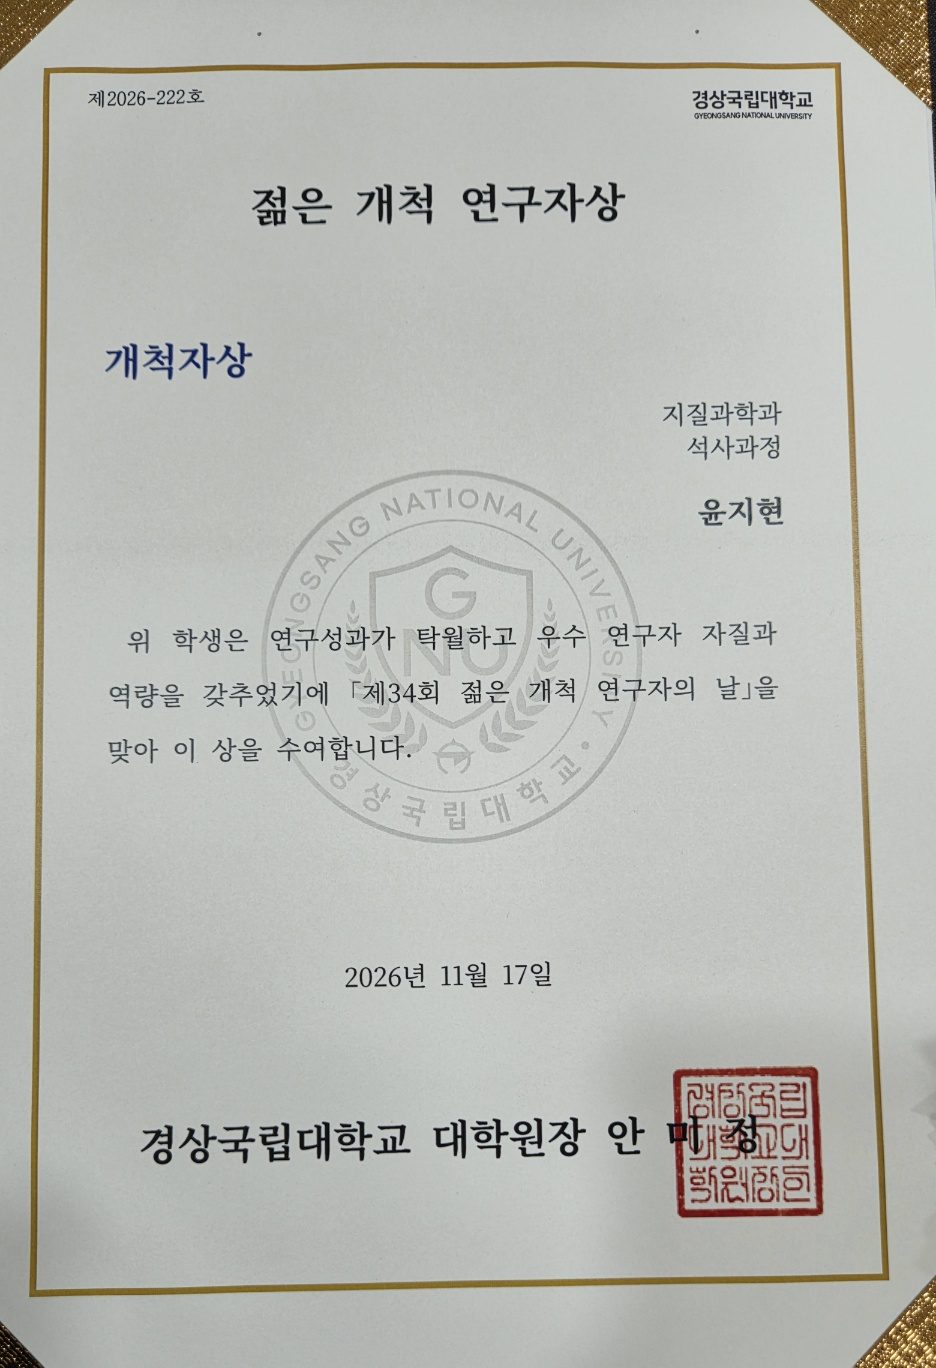 제2026-222호
경상국립대학교
GYEONGSANG NATIONAL UNIVERSITY
젊은 개척 연구자상
개척자상
지질과학과
석사과정
윤지현
GYEONGSANG NATIONAL UNIVERSITY
GNU
경상국립대학교
위 학생은 연구성과가 탁월하고 우수 연구자 자질과
역량을 갖추었기에 「제34회 젊은 개척 연구자의 날」을
맞아 이 상을 수여합니다.
2026년 11월 17일
경상국립대학교 대학원장 안 미 정